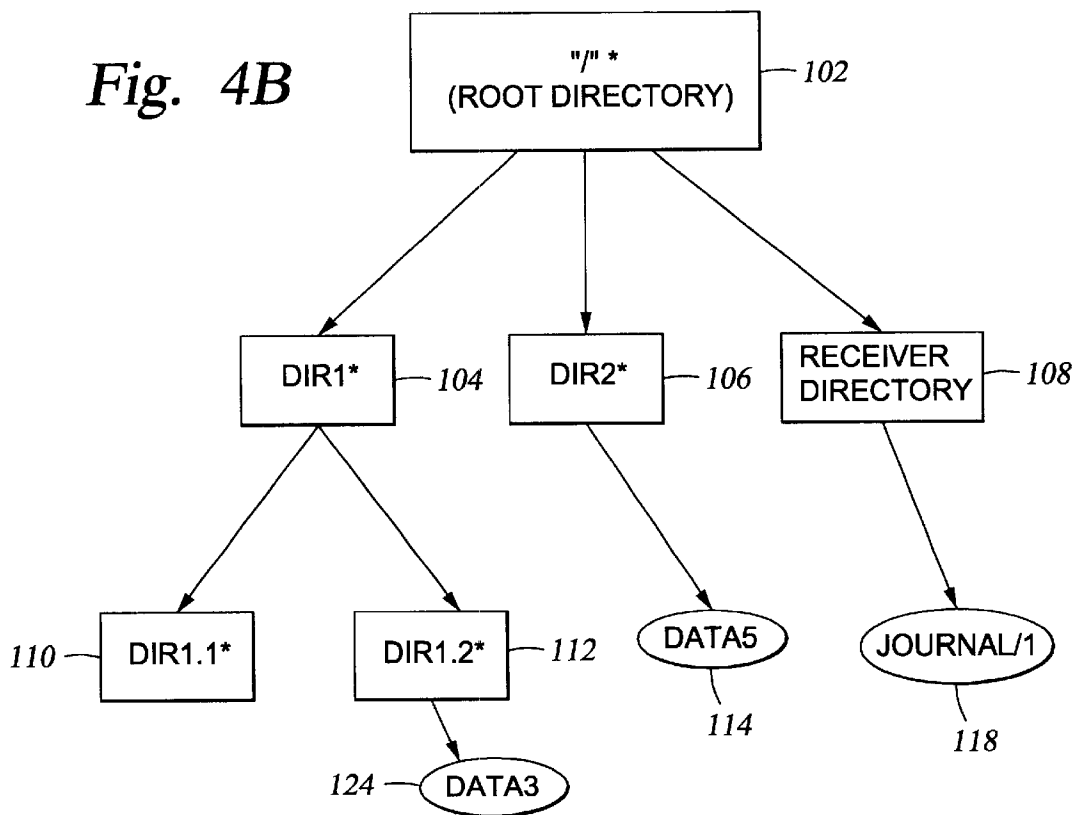 Fig. 4B
"/" *
(ROOT DIRECTORY)
102
DIR1*
104
DIR2*
106
RECEIVER
DIRECTORY
108
110
DIR1.1*
DIR1.2*
112
DATA5
114
JOURNAL/1
118
124
DATA3